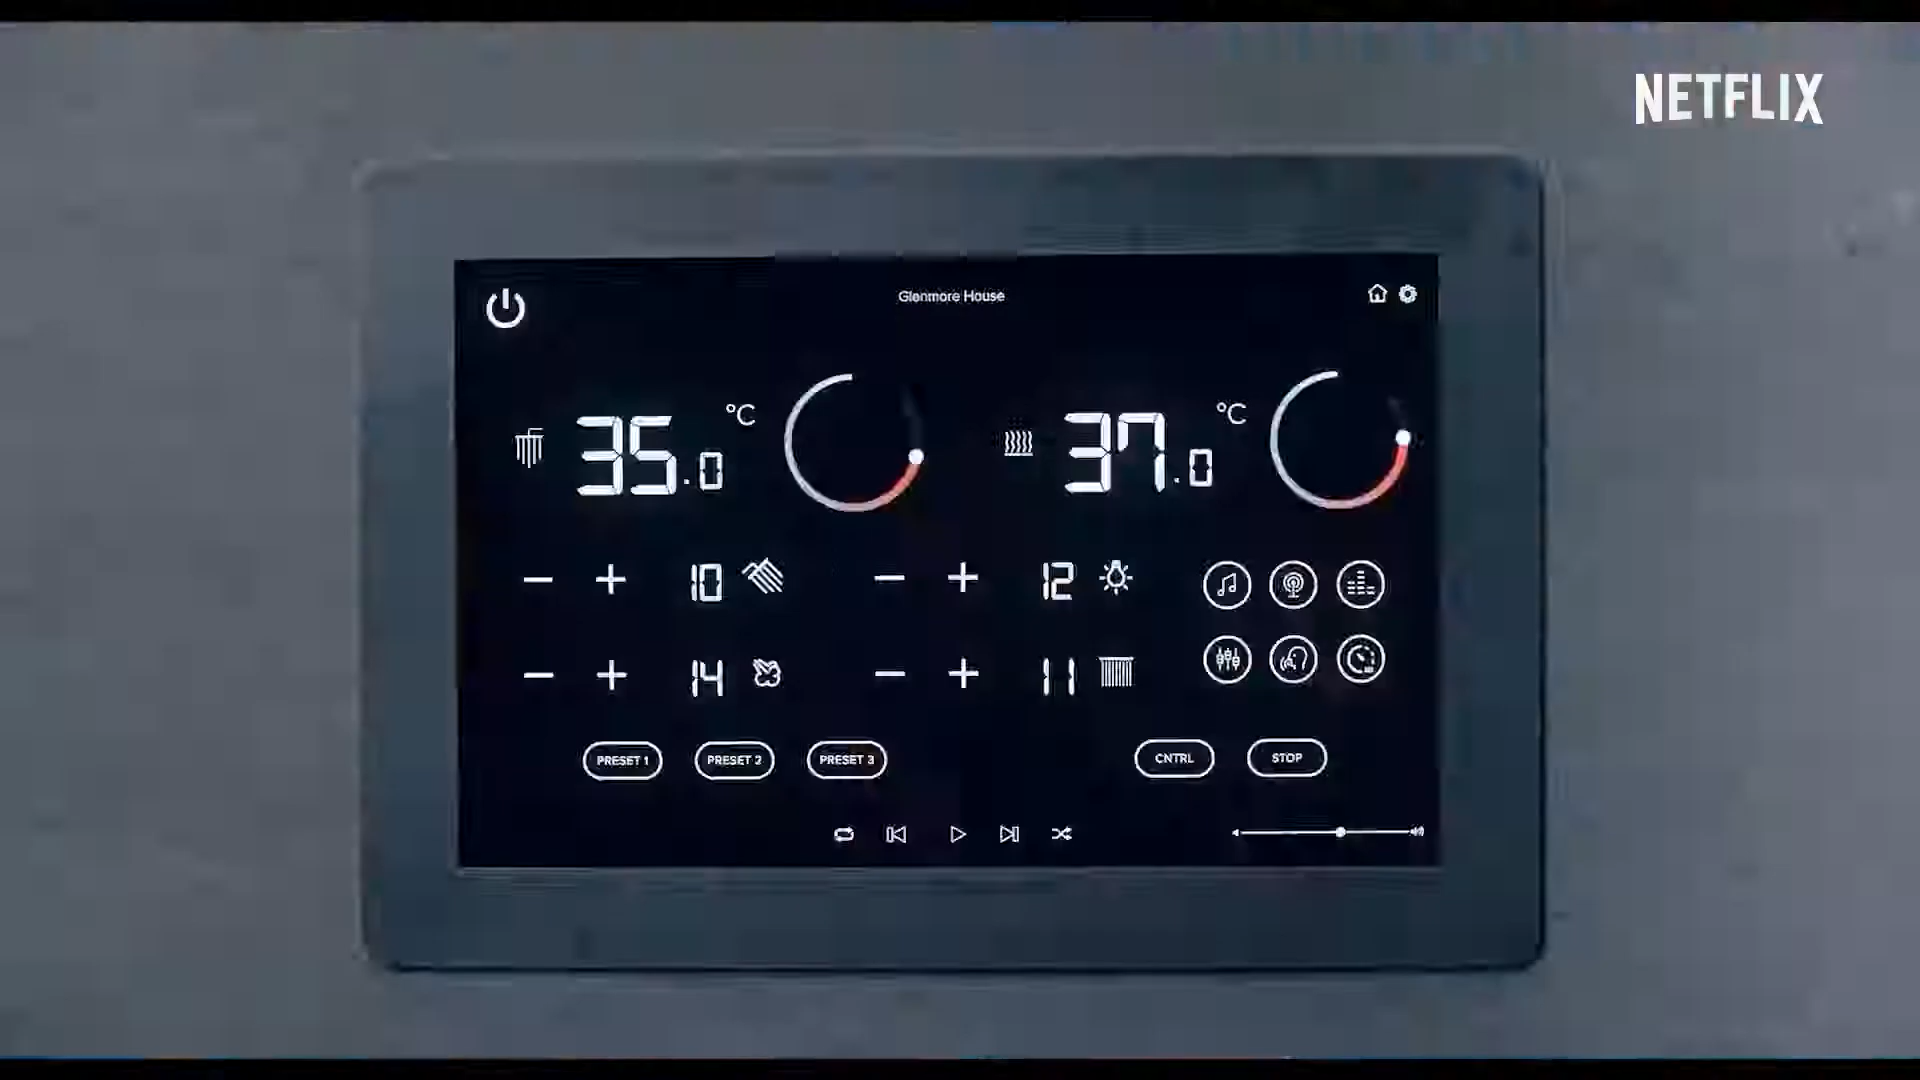 NETFLIX
Glenmore House
35.0 °C
37.0 °C
10
12
14
11
PRESET 1
PRESET 2
PRESET 3
CNTRL
STOP